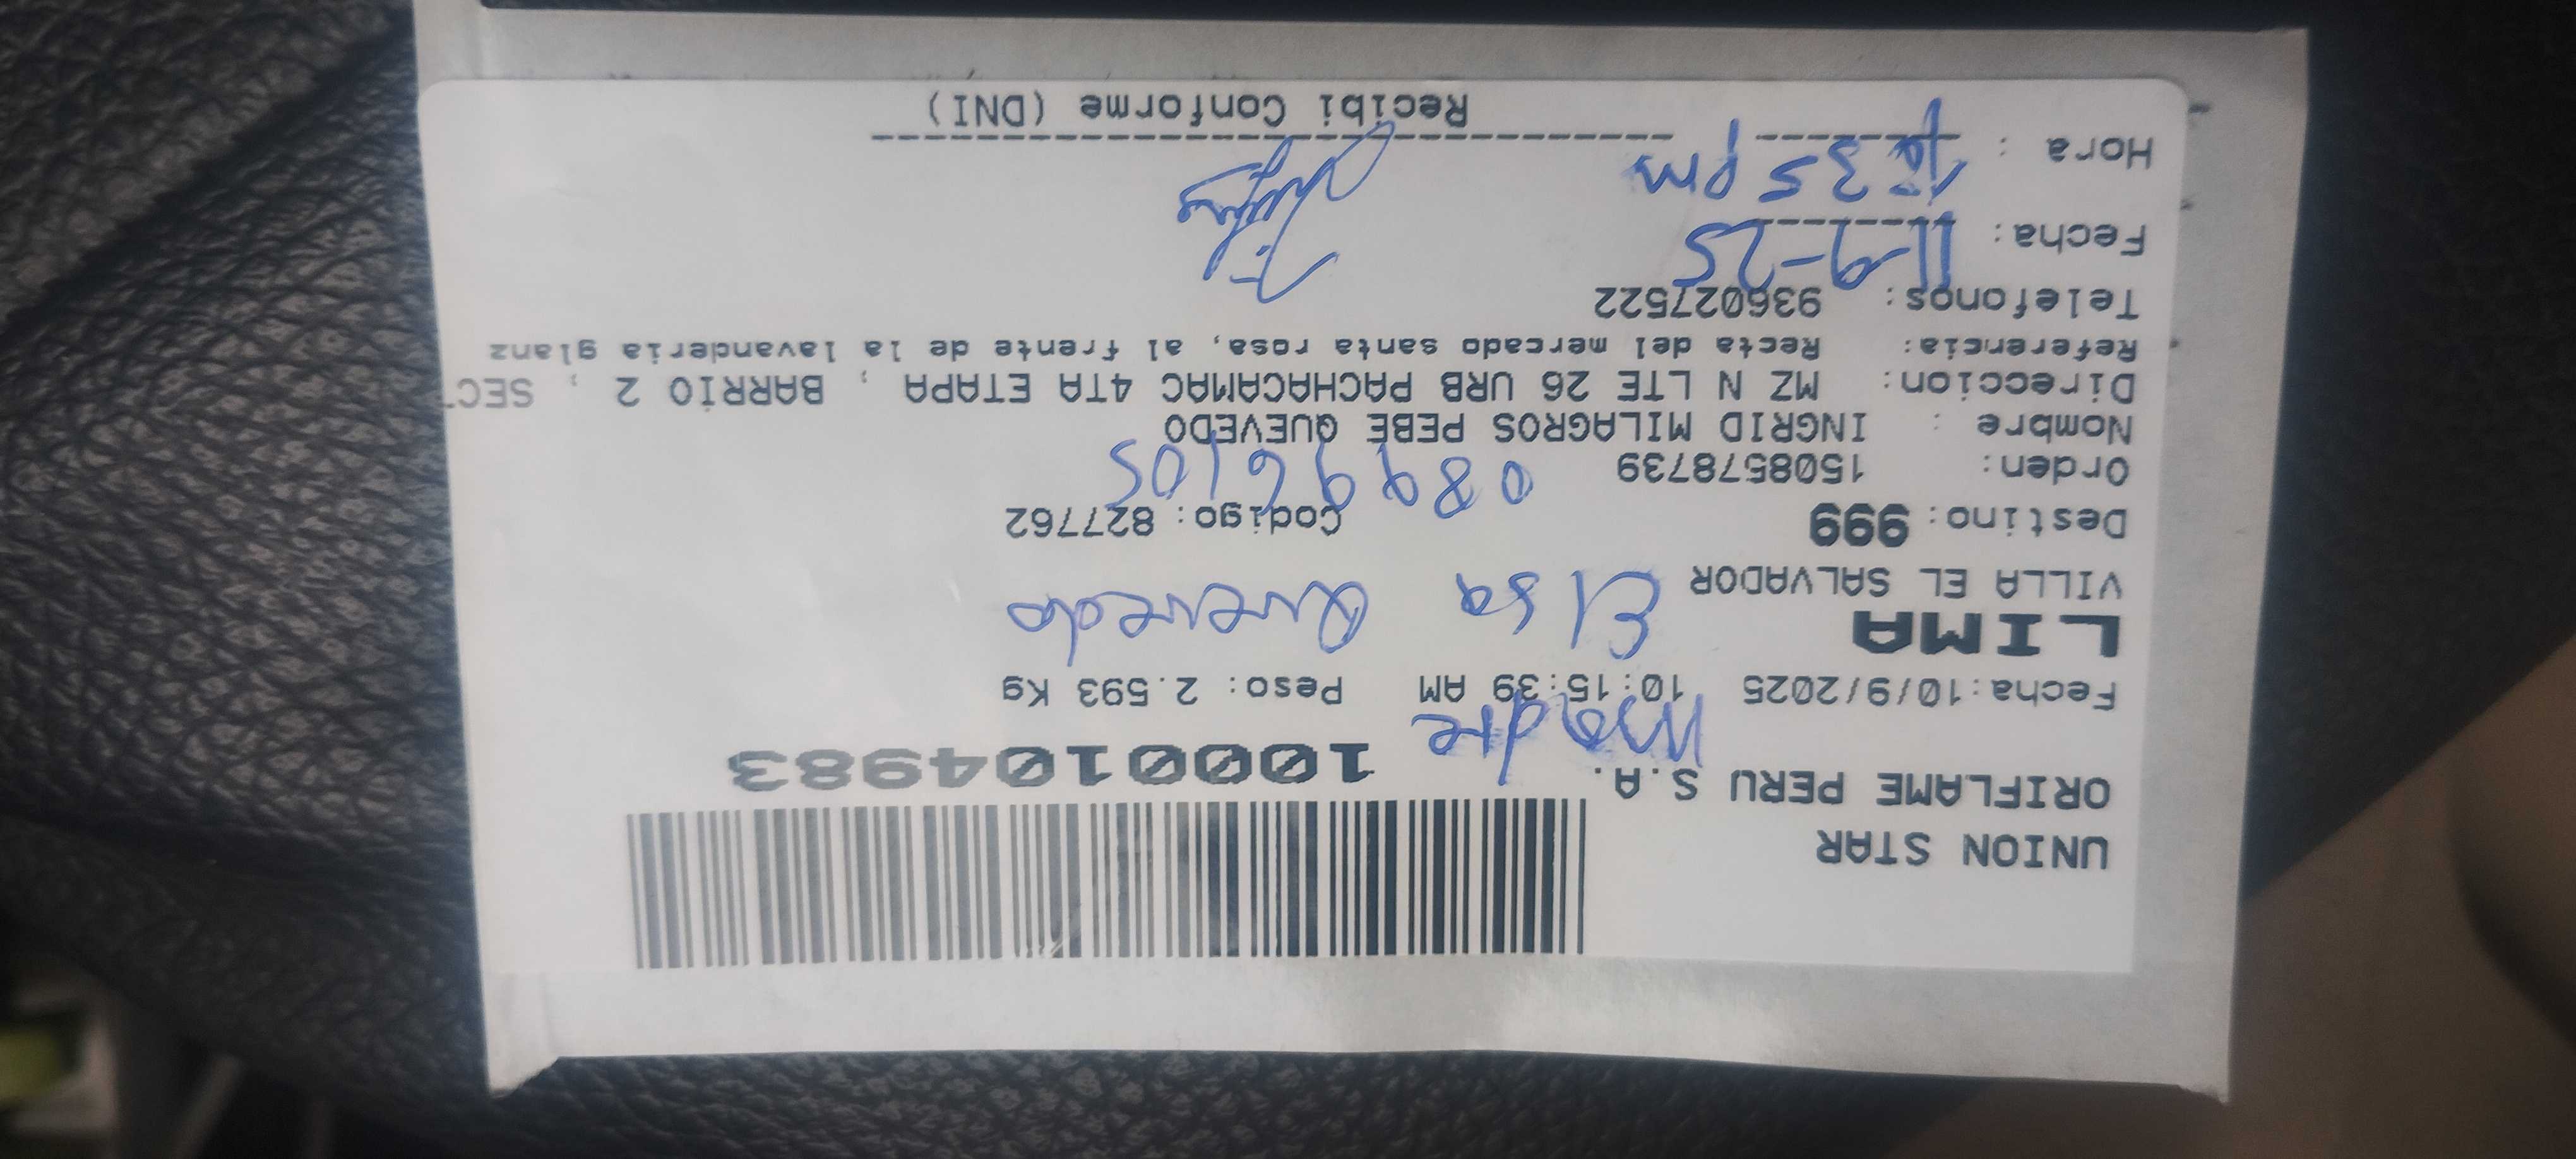 UNION STAR
ORIFLAME PERU S.A.
1000104983
Madre
Fecha:10/9/2025 10:15:39 AM Peso: 2.593 Kg
LIMA
Elsa Quevedo
VILLA EL SALVADOR
Destino: 999 Codigo: 827762
08996105
Orden: 1508578739
Nombre : INGRID MILAGROS PEBE QUEVEDO
Direccion: MZ N LTE 26 URB PACHACAMAC 4TA ETAPA , BARRIO 2 , SECT
Referencia: Recta del mercado santa rosa, al frente de la lavanderia glanz
Telefonos: 936027522
Fecha: 11-9-25
Hora : 1:35 pm
Recibi Conforme (DNI)